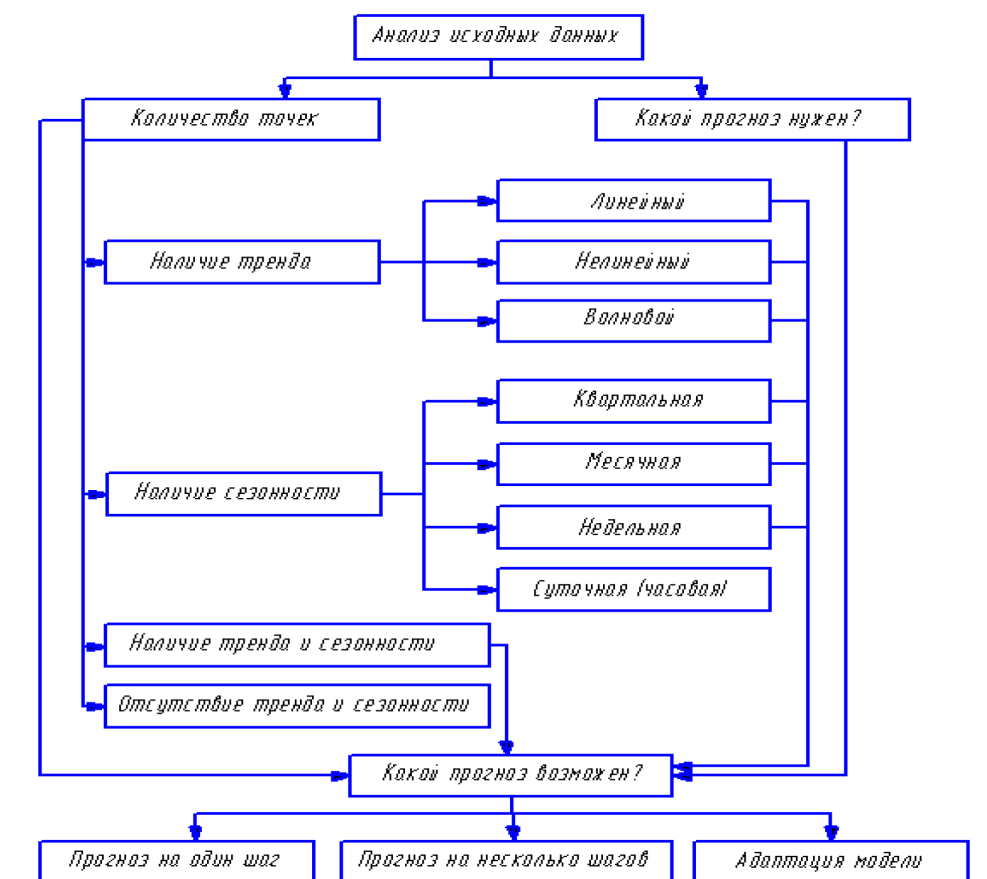 Анализ исходных данных
Количество точек
Какой прогноз нужен?
Линейный
Наличие тренда
Нелинейный
Волновой
Квартальная
Месячная
Наличие сезонности
Недельная
Суточная (часовая)
Наличие тренда и сезонности
Отсутствие тренда и сезонности
Какой прогноз возможен?
Прогноз на один шаг
Прогноз на несколько шагов
Адаптация модели